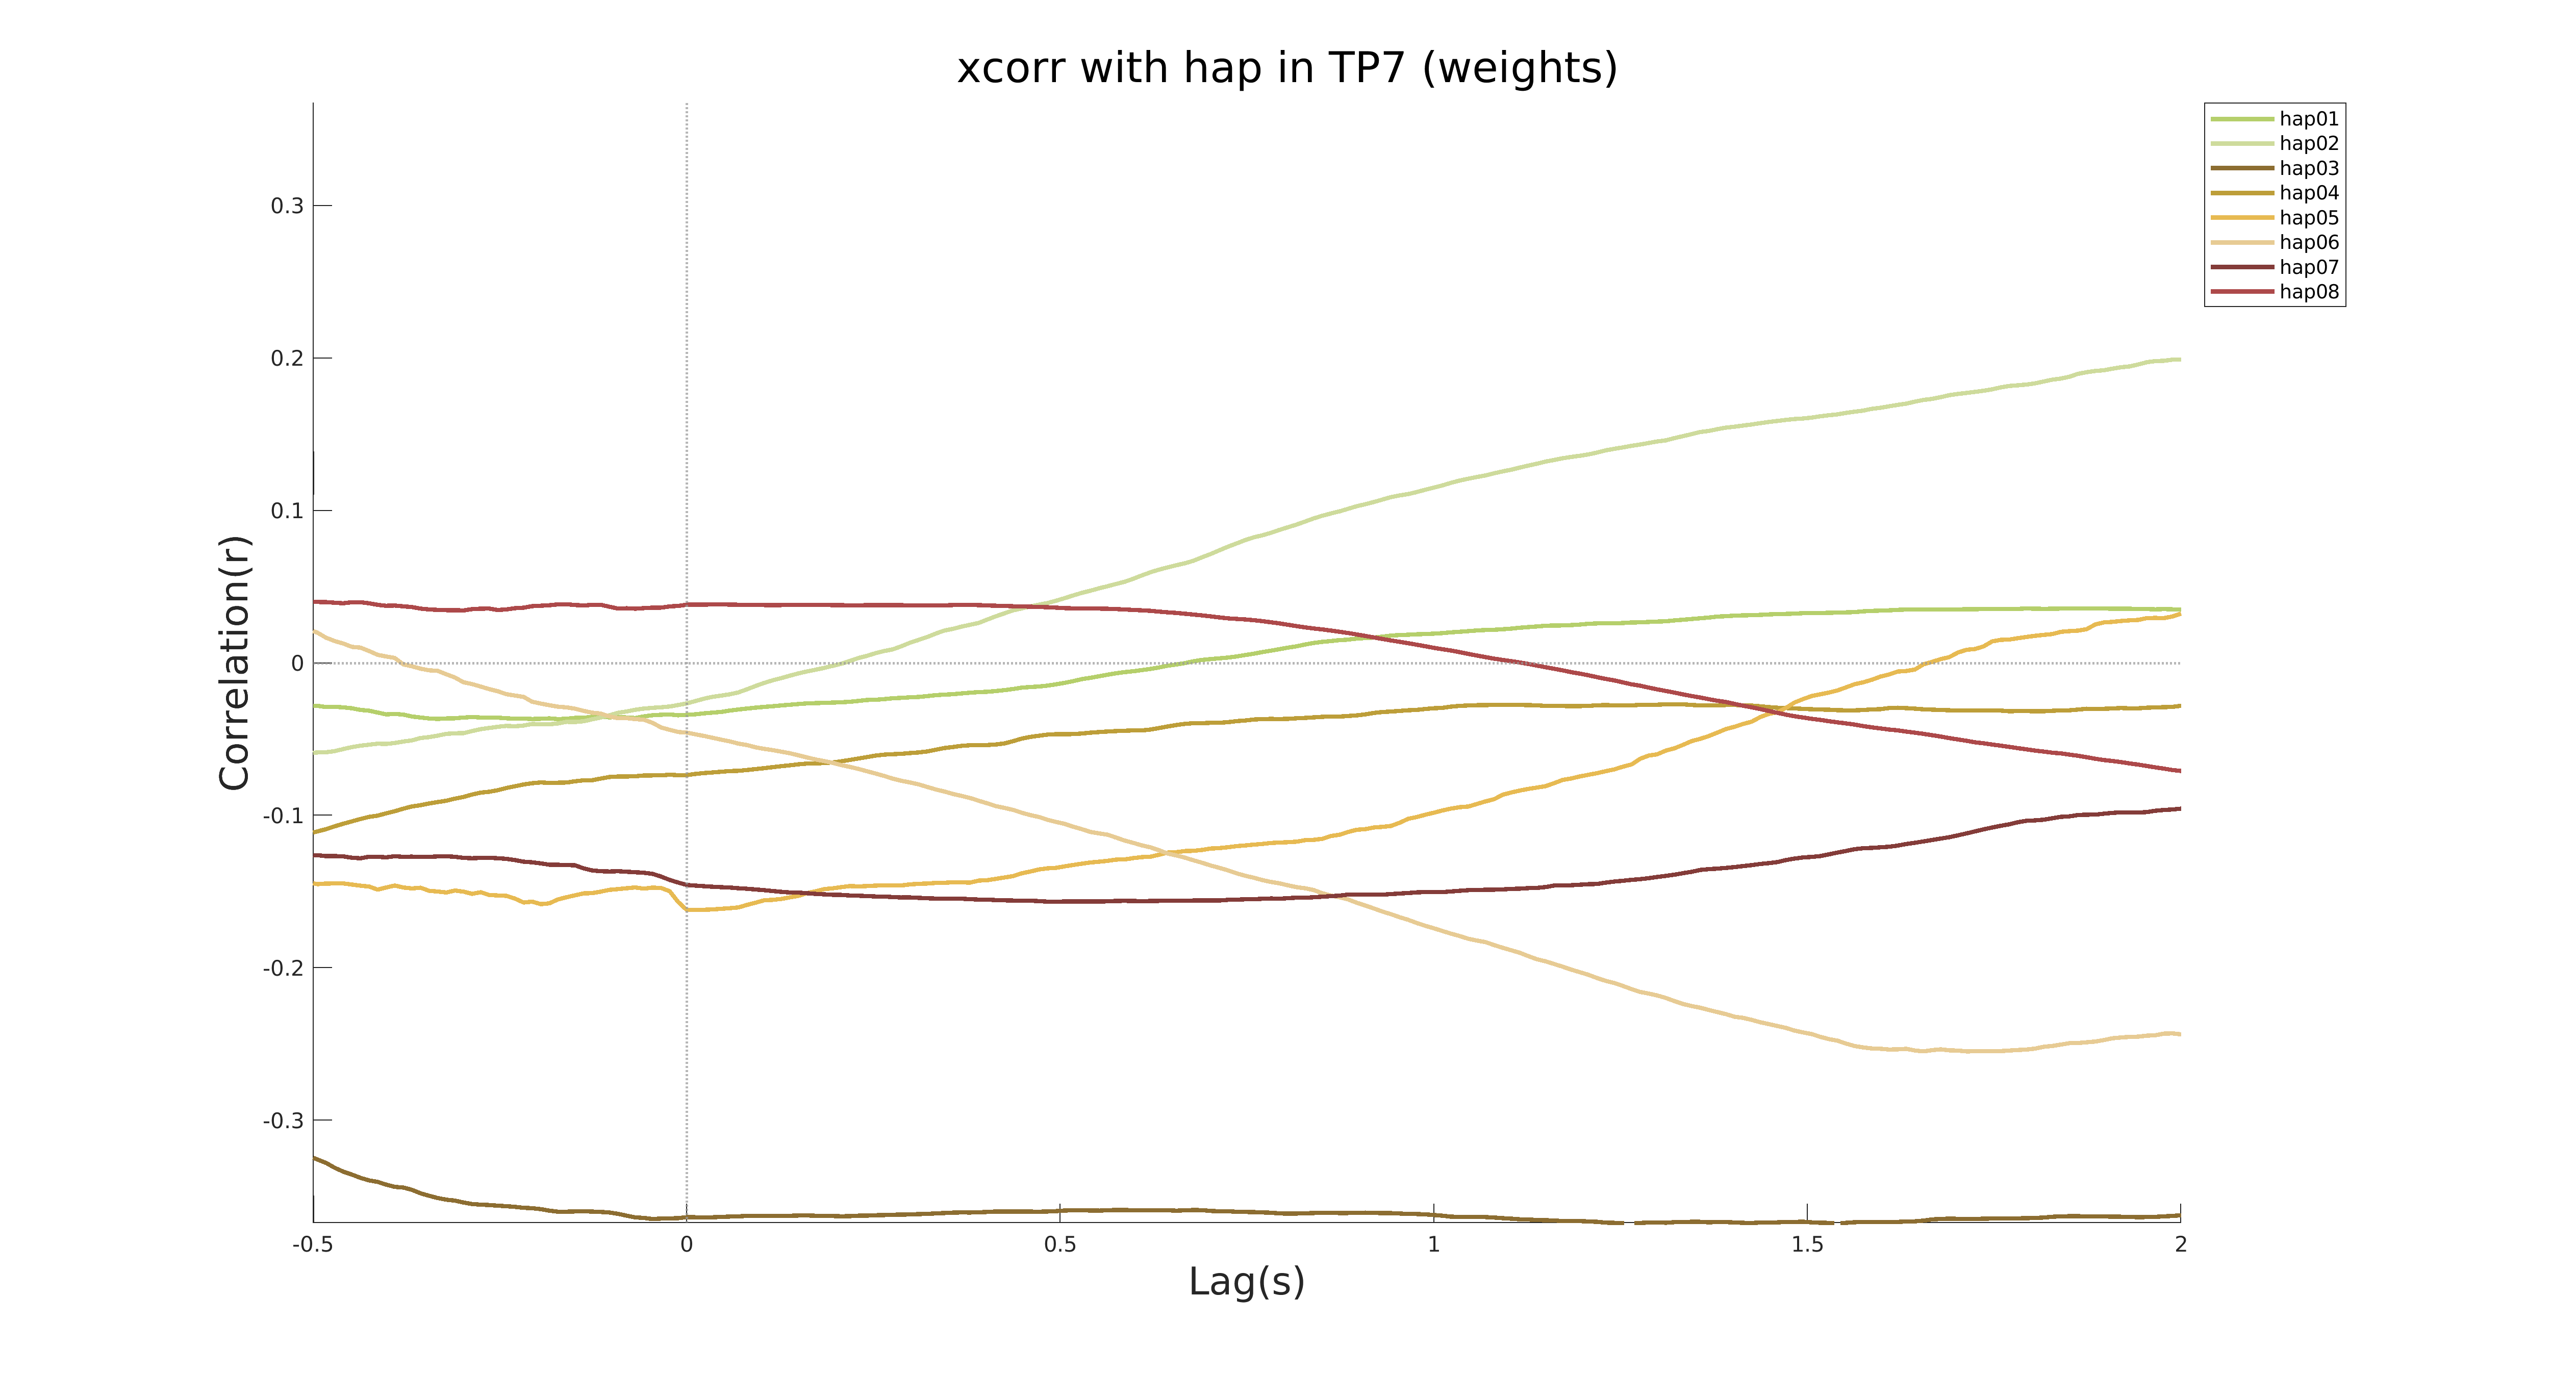 xcorr with hap in TP7 (weights)
hap01
hap02
hap03
hap04
hap05
hap06
hap07
hap08
0.3
0.2
0.1
0
-0.1
-0.2
-0.3
Correlation(r)
-0.5 0 0.5 1 1.5 2
Lag(s)